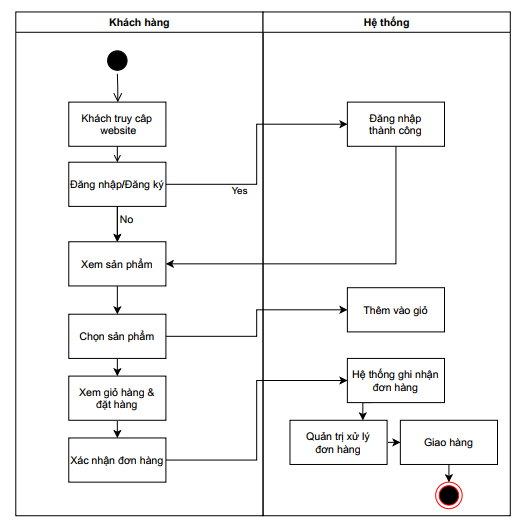 Khách hàng
Hệ thống
Khách truy cập
website
Đăng nhập
thành công
Đăng nhập/Đăng ký
Yes
No
Xem sản phẩm
Chọn sản phẩm
Thêm vào giỏ
Xem giỏ hàng &
đặt hàng
Hệ thống ghi nhận
đơn hàng
Xác nhận đơn hàng
Quản trị xử lý
đơn hàng
Giao hàng